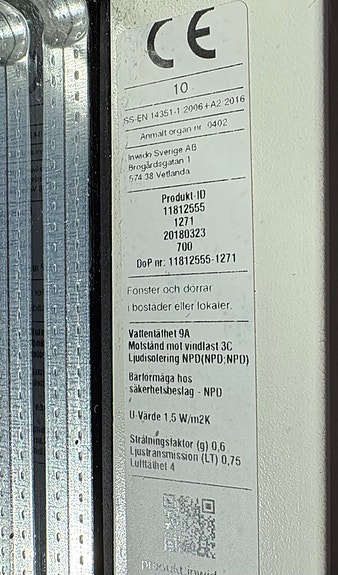 CE
10
SS-EN 14351-1:2006+A2:2016
Anmält organ nr. 0402
Inwido Sverige AB
Brogårdsgatan 1
574 38 Vetlanda
Produkt-ID
11812555
1271
20180323
700
DoP nr: 11812555-1271
Fönster och dörrar
i bostäder eller lokaler.
Vattentäthet 9A
Motstånd mot vindlast 3C
Ljudisolering NPD(NPD;NPD)
Bärförmåga hos
säkerhetsbeslag - NPD
U-Värde 1,5 W/m2K
Strålningsfaktor (g) 0,6
Ljustransmission (LT) 0,75
Lufttäthet 4